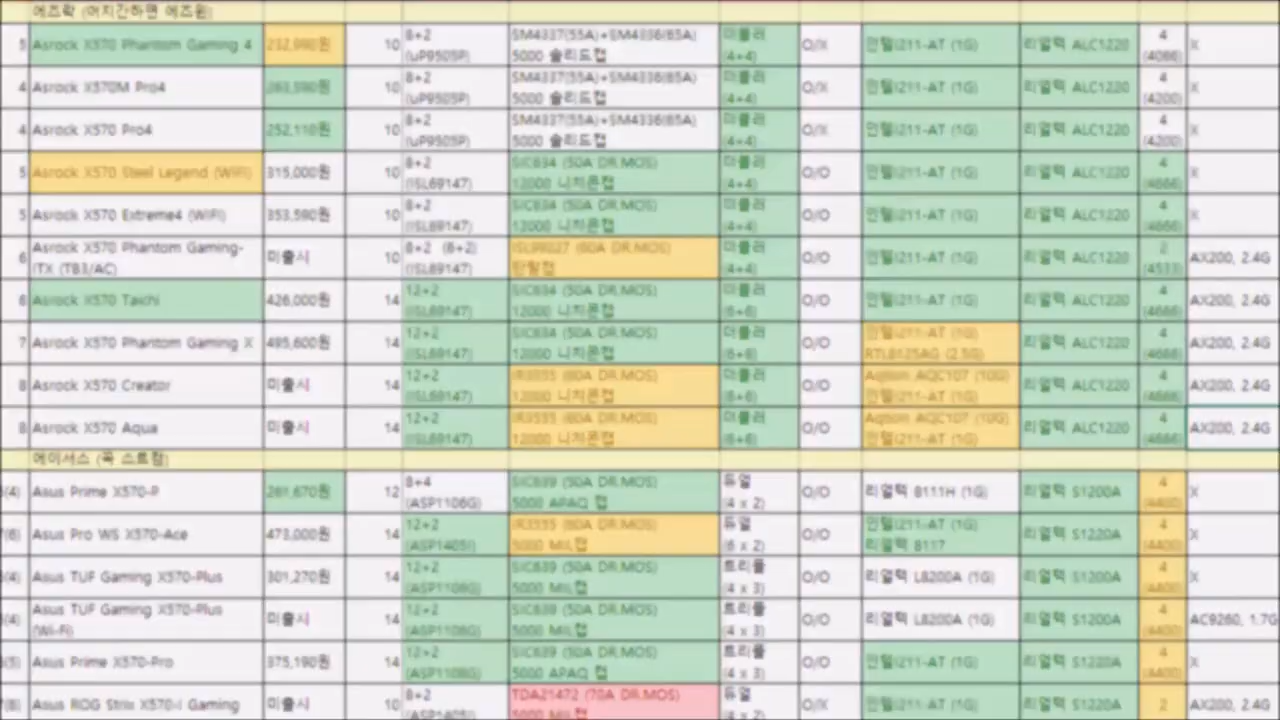 에즈락 (어지간하면 에즈윈)
5 Asrock X570 Phantom Gaming 4 232,990원 10 8+2 (uP9505P) SM4337(55A)+SM4336(65A) 5000 솔리드캡 더블러 (4+4) O/X 인텔i211-AT (1G) 리얼텍 ALC1220 4 X
4 Asrock X570M Pro4 10 8+2 (uP9505P) SM4337(55A)+SM4336(65A) 5000 솔리드캡 더블러 (4+4) O/X 인텔i211-AT (1G) 리얼텍 ALC1220 4 (4200) X
4 Asrock X570 Pro4 252,110원 10 8+2 (uP9505P) SM4337(55A)+SM4336(65A) 5000 솔리드캡 더블러 (4+4) O/X 인텔i211-AT (1G) 리얼텍 ALC1220 4 (4200) X
5 Asrock X570 Steel Legend (WiFi) 315,000원 10 8+2 (ISL69147) SIC634 (50A DR.MOS) 12000 니치콘캡 더블러 (4+4) O/O 인텔i211-AT (1G) 리얼텍 ALC1220 4 (4666) X
5 Asrock X570 Extreme4 (WiFi) 353,590원 10 8+2 (ISL69147) SIC634 (50A DR.MOS) 12000 니치콘캡 더블러 (4+4) O/O 인텔i211-AT (1G) 리얼텍 ALC1220 4 (4666) X
6 Asrock X570 Phantom Gaming-ITX (TB3/AC) 미출시 10 8+2 (6+2) (ISL69147) (60A DR.MOS) 탄탈캡 더블러 (4+4) O/O 인텔i211-AT (1G) 리얼텍 ALC1220 2 (4533) AX200, 2.4G
6 Asrock X570 Taichi 426,000원 14 12+2 (ISL69147) SIC634 (50A DR.MOS) 12000 니치콘캡 더블러 (6+6) O/O 인텔i211-AT (1G) 리얼텍 ALC1220 4 (4666) AX200, 2.4G
7 Asrock X570 Phantom Gaming X 495,600원 14 12+2 (ISL69147) SIC634 (50A DR.MOS) 12000 니치콘캡 더블러 (6+6) O/O 인텔i211-AT (1G) RTL8125AG (2.5G) 리얼텍 ALC1220 4 (4666) AX200, 2.4G
8 Asrock X570 Creator 미출시 14 12+2 (ISL69147) IR3555 (60A DR.MOS) 12000 니치콘캡 더블러 (6+6) O/O Aqtion AQC107 (10G) 인텔i211-AT (1G) 리얼텍 ALC1220 4 (4666) AX200, 2.4G
8 Asrock X570 Aqua 미출시 14 12+2 (ISL69147) IR3555 (60A DR.MOS) 12000 니치콘캡 더블러 (6+6) O/O Aqtion AQC107 (10G) 인텔i211-AT (1G) 리얼텍 ALC1220 4 (4666) AX200, 2.4G
에이서스 (꼭 스트릭)
(4) Asus Prime X570-P 261,670원 12 8+4 (ASP1106G) SIC639 (50A DR.MOS) 5000 APAQ 캡 듀얼 (4 x 2) O/O 리얼텍 8111H (1G) 리얼텍 S1200A 4 (4400) X
(6) Asus Pro WS X570-Ace 473,000원 14 12+2 (ASP1405I) IR3555 (60A DR.MOS) 5000 MIL캡 듀얼 (6 x 2) O/O 인텔i211-AT (1G) 리얼텍 8117 리얼텍 S1220A 4 (4400) X
(4) Asus TUF Gaming X570-Plus 301,270원 14 12+2 (ASP1106G) SIC639 (50A DR.MOS) 5000 MIL캡 트리플 (4 x 3) O/O 리얼텍 L8200A (1G) 리얼텍 S1200A 4 (4400) X
(4) Asus TUF Gaming X570-Plus (Wi-Fi) 미출시 14 12+2 (ASP1106G) SIC639 (50A DR.MOS) 5000 MIL캡 트리플 (4 x 3) O/O 리얼텍 L8200A (1G) 리얼텍 S1200A 4 (4400) AC9260, 1.7G
(5) Asus Prime X570-Pro 375,190원 14 12+2 (ASP1106G) SIC639 (50A DR.MOS) 5000 APAQ 캡 트리플 (4 x 3) O/O 인텔i211-AT (1G) 리얼텍 S1220A 4 (4400) X
(8) Asus ROG Strix X570-i Gaming 미출시 10 8+2 (ASP1405I) TDA21472 (70A DR.MOS) 5000 MIL캡 듀얼 (4 x 2) O/X 인텔i211-AT (1G) 리얼텍 S1220A 2 AX200, 2.4G